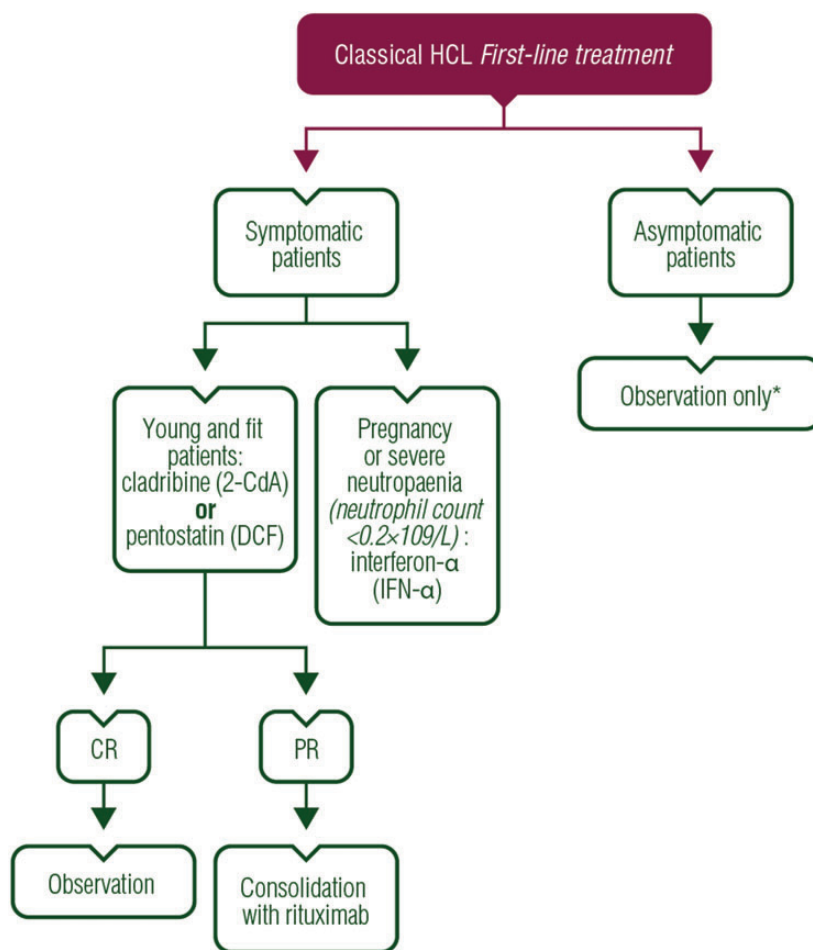 Classical HCL First-line treatment
Symptomatic
patients
Asymptomatic
patients
Observation only*
Young and fit
patients:
cladribine (2-CdA)
or
pentostatin (DCF)
Pregnancy
or severe
neutropaenia
(neutrophil count
<0.2×109/L) :
interferon-α
(IFN-α)
CR
PR
Observation
Consolidation
with rituximab